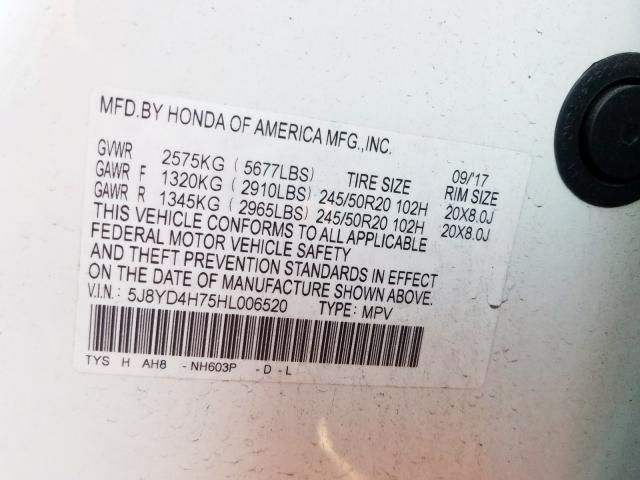 MFD.BY HONDA OF AMERICA MFG.,INC.
GVWR 2575KG (5677LBS) TIRE SIZE 09/'17 RIM SIZE
GAWR F 1320KG (2910LBS) 245/50R20 102H 20X8.0J
GAWR R 1345KG (2965LBS) 245/50R20 102H 20X8.0J
THIS VEHICLE CONFORMS TO ALL APPLICABLE
FEDERAL MOTOR VEHICLE SAFETY
AND THEFT PREVENTION STANDARDS IN EFFECT
ON THE DATE OF MANUFACTURE SHOWN ABOVE.
V.I.N.: 5J8YD4H75HL006520 TYPE: MPV
TYS H AH8 - NH603P - D - L